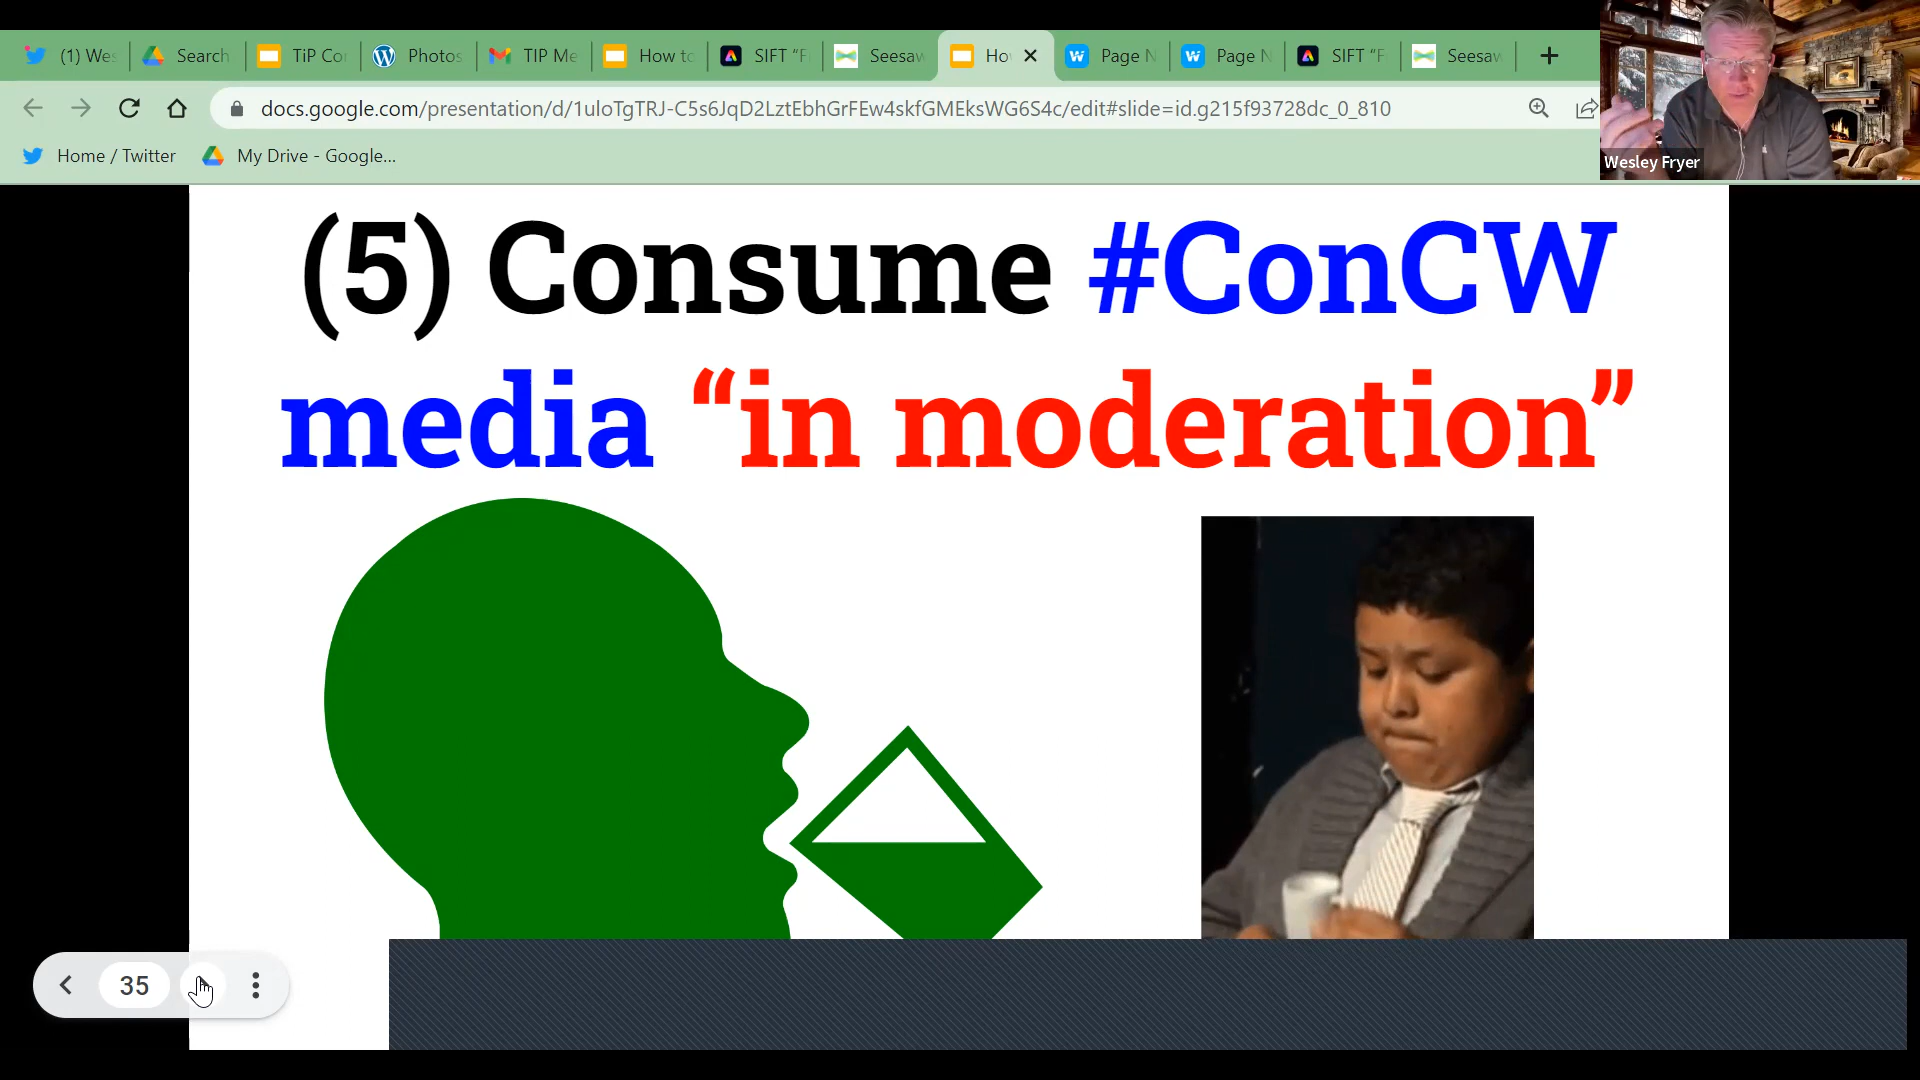 (1) Wes
Search
TiP Co
Photos
TIP Me
How to
SIFT “F
Seesaw
Ho
Page N
Page N
SIFT “F
Seesaw
docs.google.com/presentation/d/1uloTgTRJ-C5s6JqD2LztEbhGrFEw4skfGMEksWG6S4c/edit#slide=id.g215f93728dc_0_810
Home / Twitter
My Drive - Google...
Wesley Fryer
(5) Consume #ConCW
media “in moderation”
35